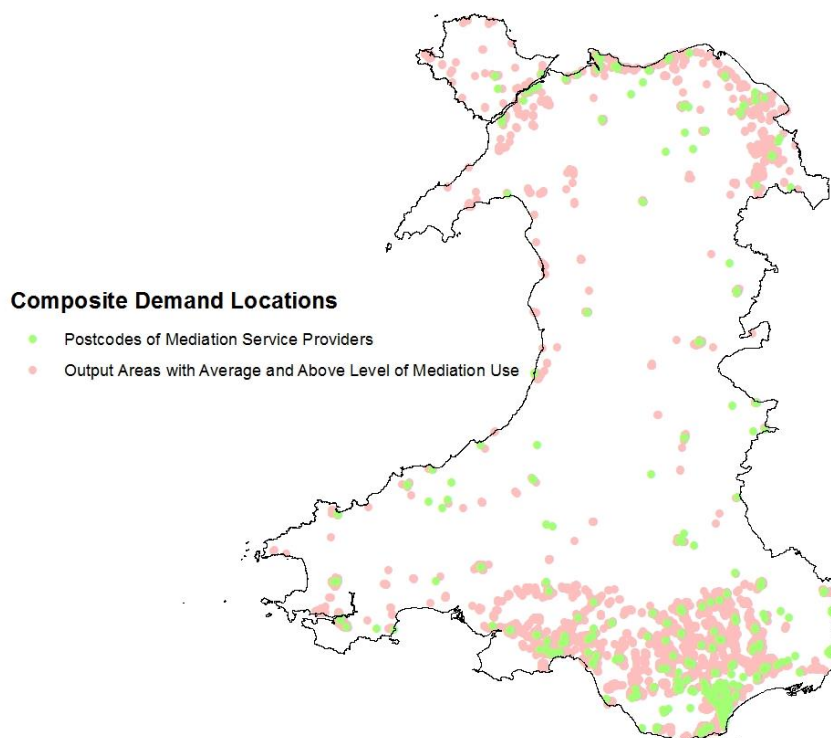 Composite Demand Locations
Postcodes of Mediation Service Providers
Output Areas with Average and Above Level of Mediation Use